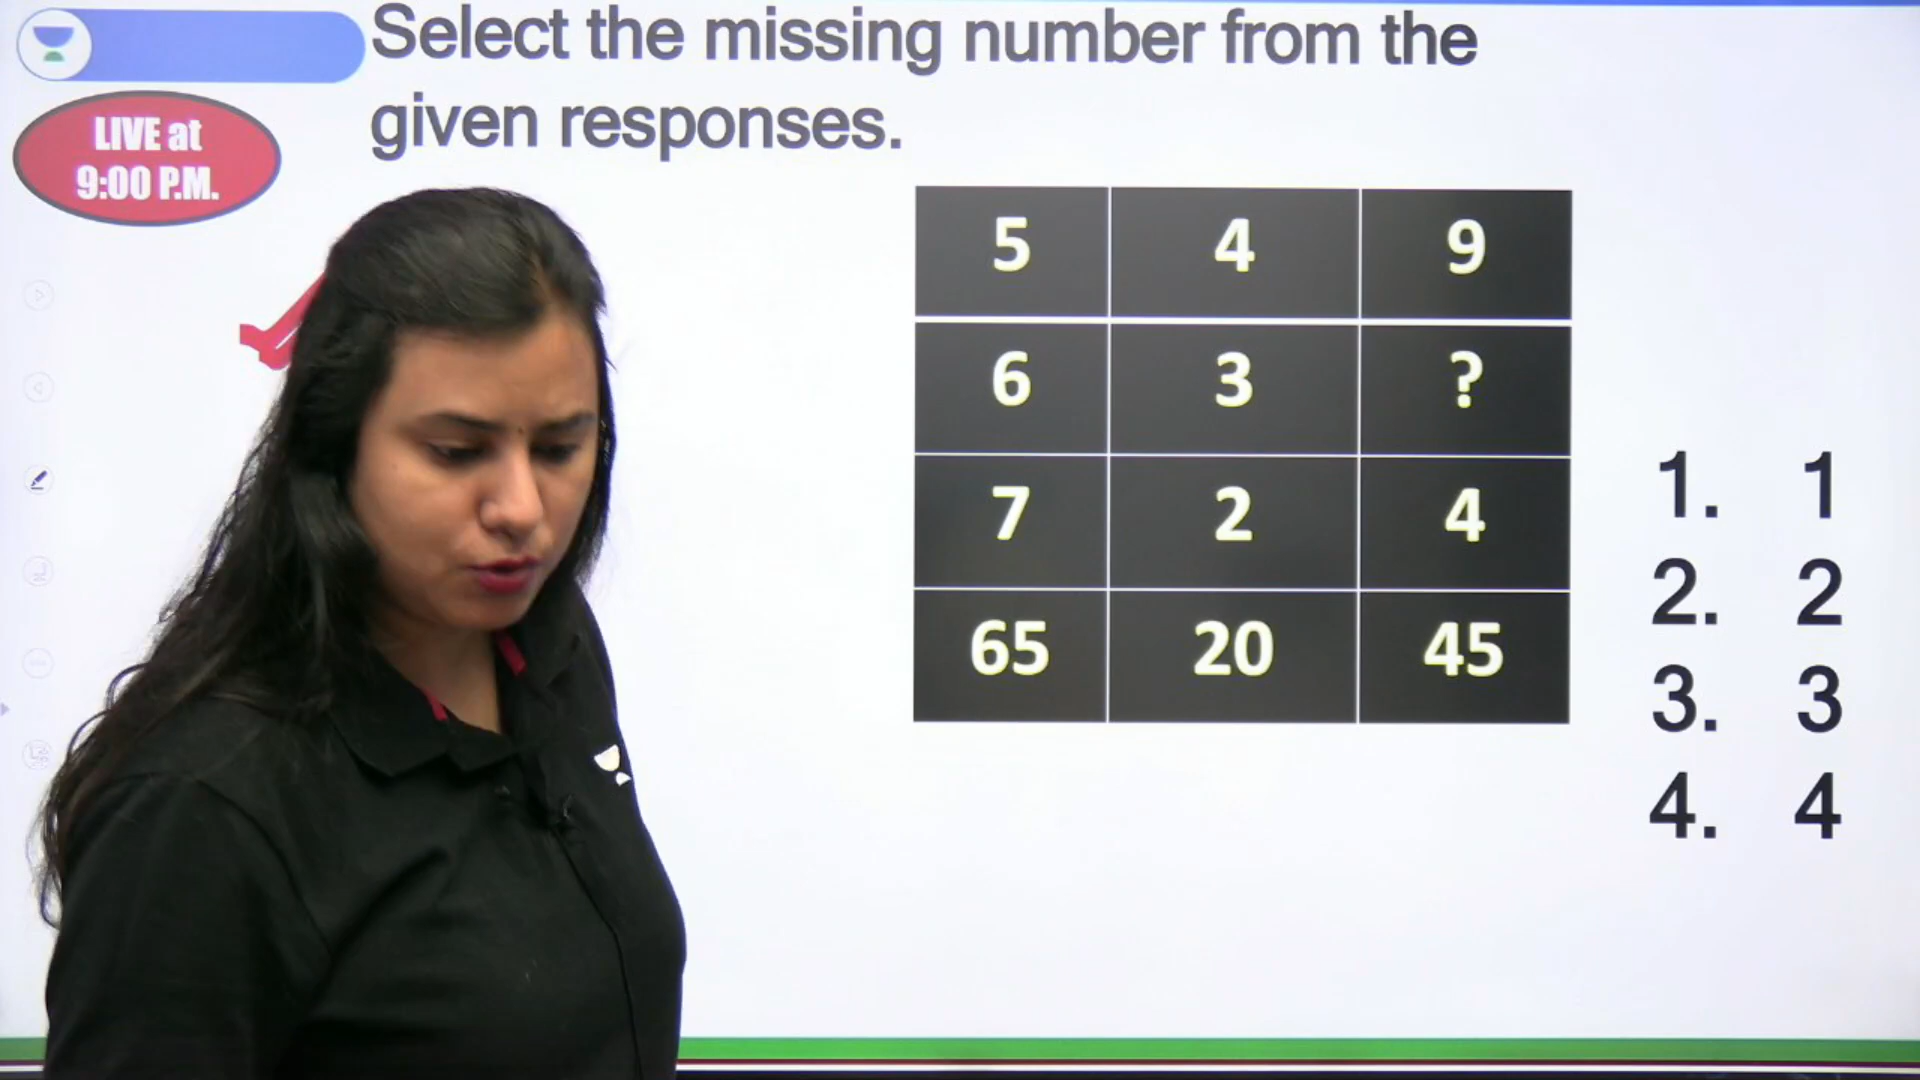 Select the missing number from the
given responses.
LIVE at
9:00 P.M.
5 4 9
6 3 ?
7 2 4
65 20 45
1. 1
2. 2
3. 3
4. 4